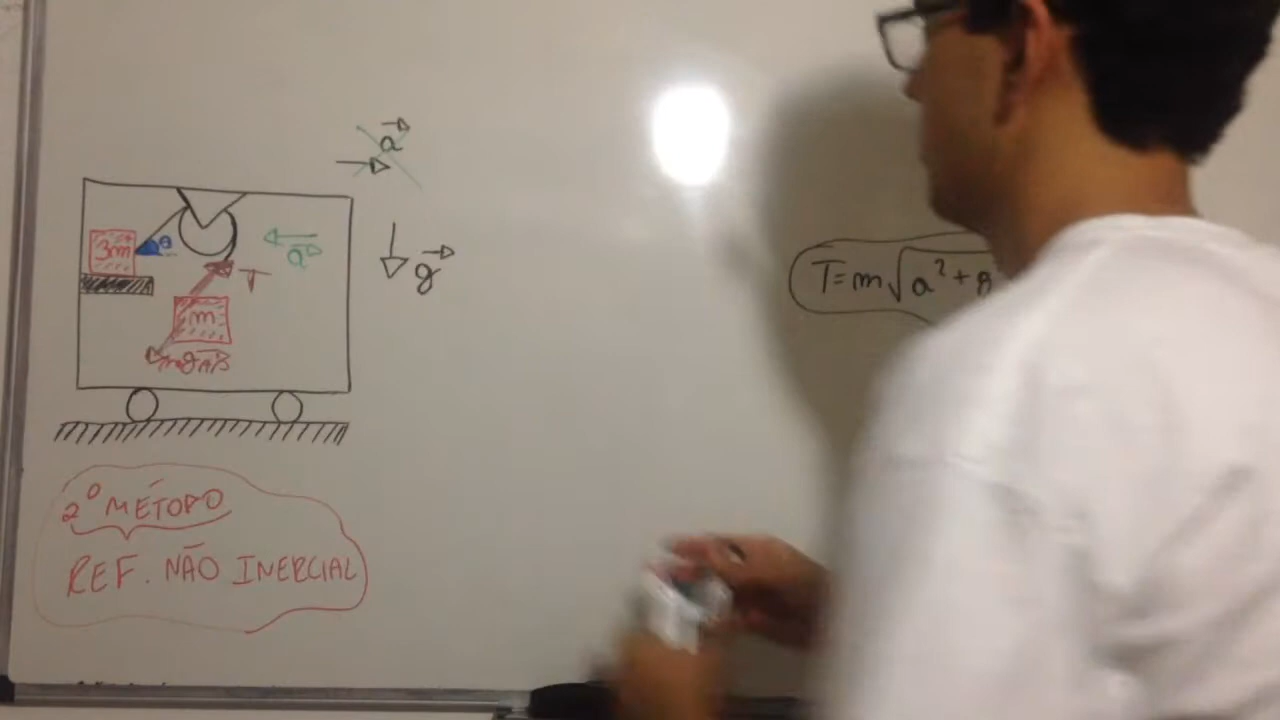 a
3m
θ
a
g
T
m
T=m√a²+g
2º MÉTODO
REF. NÃO INERCIAL